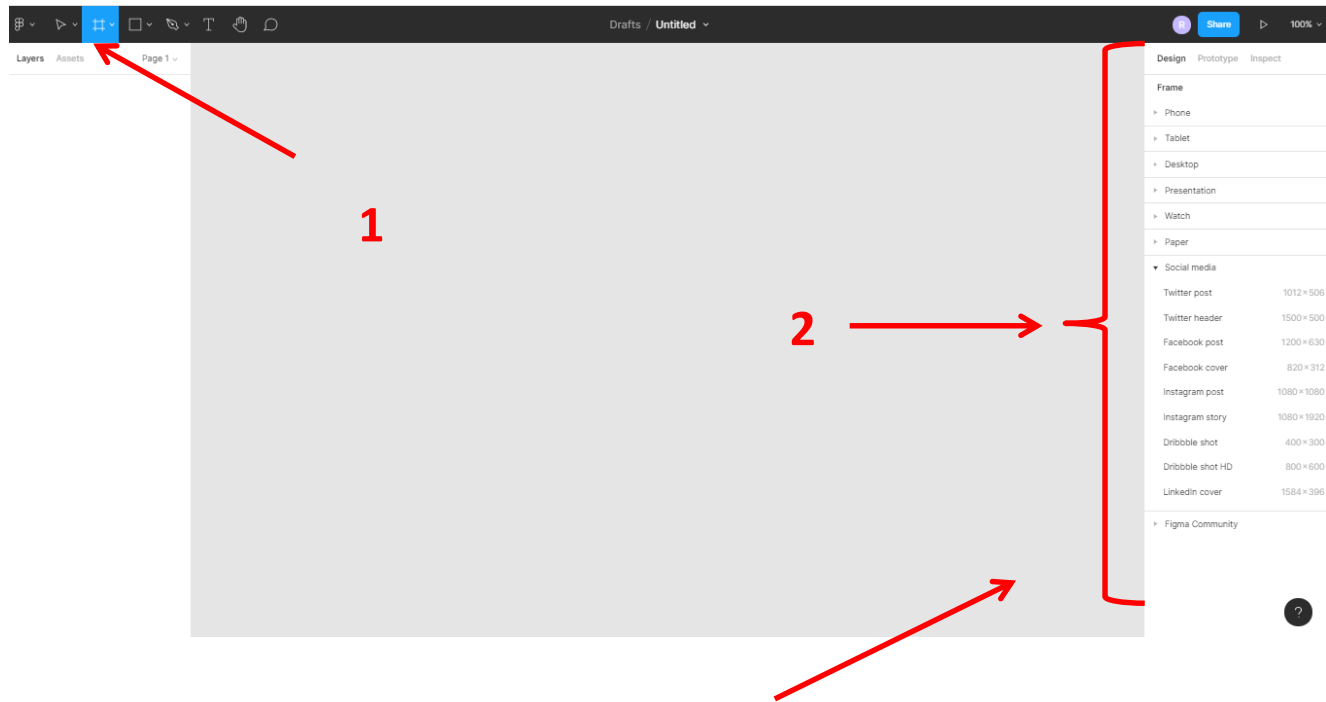 Drafts / Untitled
R
Share
100%
Layers Assets Page 1
Design Prototype Inspect
Frame
Phone
Tablet
Desktop
Presentation
Watch
1
Paper
Social media
Twitter post 1012×506
Twitter header 1500×500
2
Facebook post 1200×630
Facebook cover 820×312
Instagram post 1080×1080
Instagram story 1080×1920
Dribbble shot 400×300
Dribbble shot HD 800×600
LinkedIn cover 1584×396
Figma Community
?